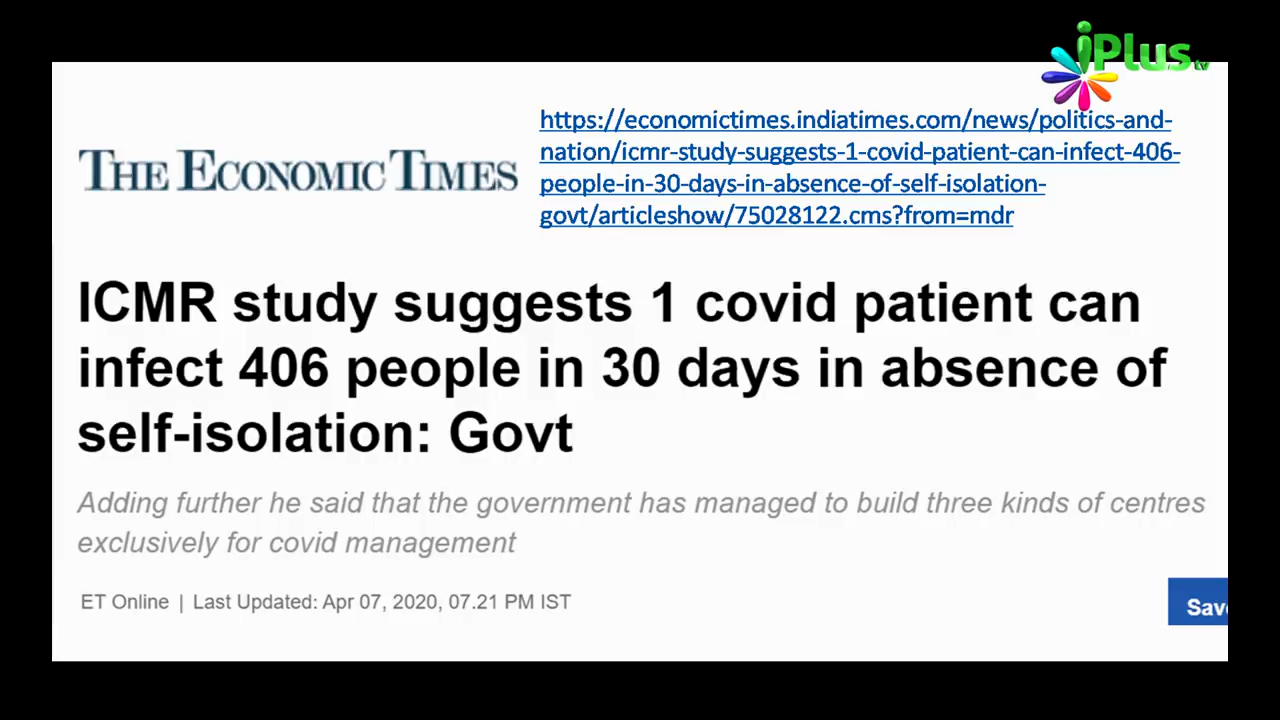 iPlus tv
https://economictimes.indiatimes.com/news/politics-and-
nation/icmr-study-suggests-1-covid-patient-can-infect-406-
people-in-30-days-in-absence-of-self-isolation-
govt/articleshow/75028122.cms?from=mdr
THE ECONOMIC TIMES
ICMR study suggests 1 covid patient can
infect 406 people in 30 days in absence of
self-isolation: Govt
Adding further he said that the government has managed to build three kinds of centres
exclusively for covid management
ET Online | Last Updated: Apr 07, 2020, 07.21 PM IST
Sav